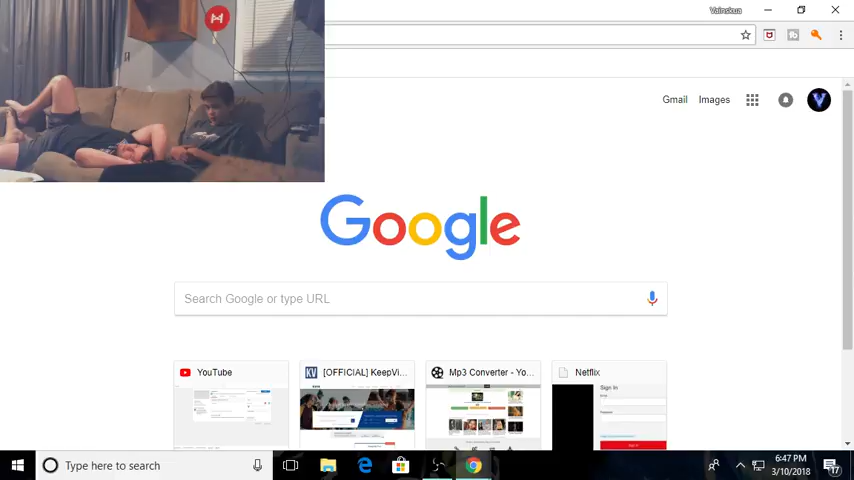 Vainskua
Gmail Images
Google
Search Google or type URL
YouTube
[OFFICIAL] KeepVi...
Mp3 Converter - Yo...
Netflix
Sign In
Type here to search
6:47 PM
3/10/2018
17